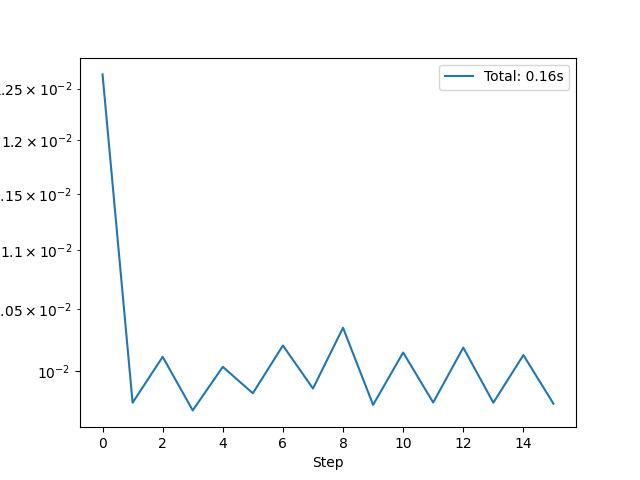 Total: 0.16s
.25 × 10⁻²
1.2 × 10⁻²
.15 × 10⁻²
1.1 × 10⁻²
.05 × 10⁻²
10⁻²
0 2 4 6 8 10 12 14
Step